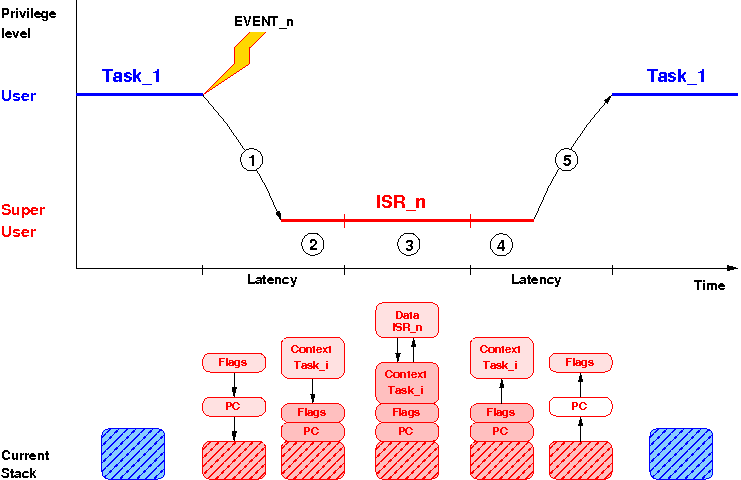 Privilege
level
EVENT_n
Task_1
Task_1
User
1
5
ISR_n
Super
User
2
3
4
Latency
Latency
Time
Data
ISR_n
Context
Task_i
Context
Task_i
Flags
Context
Task_i
Flags
PC
Flags
Flags
Flags
PC
PC
PC
PC
Current
Stack